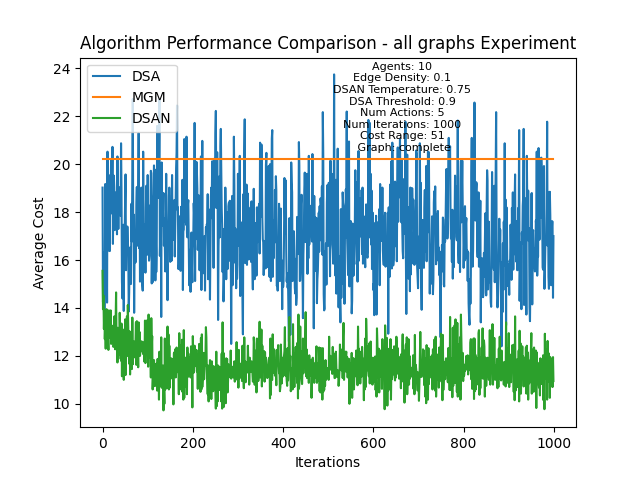 Algorithm Performance Comparison - all graphs Experiment
DSA
MGM
DSAN
Agents: 10
Edge Density: 0.1
DSAN Temperature: 0.75
DSA Threshold: 0.9
Num Actions: 5
Num Iterations: 1000
Cost Range: 51
Graph: complete
Average Cost
24
22
20
18
16
14
12
10
0 200 400 600 800 1000
Iterations